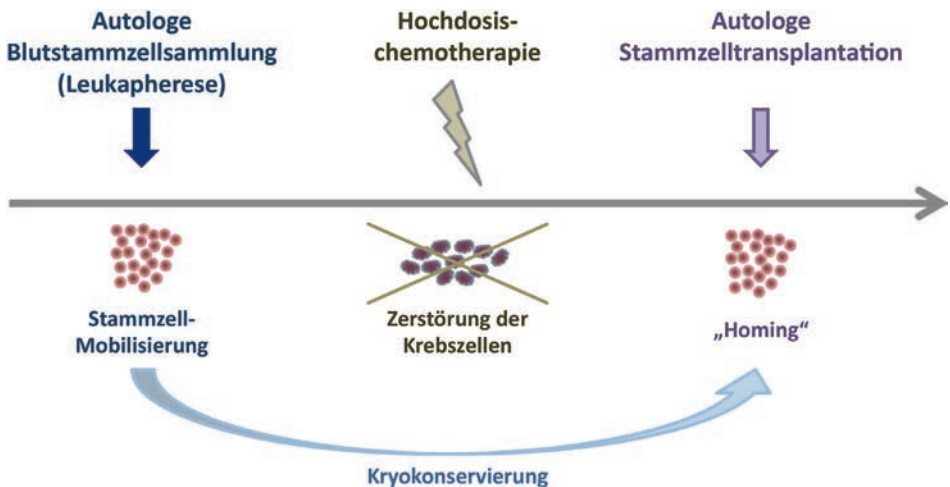 Autologe
Blutstammzellsammlung
(Leukapherese)
Hochdosis-
chemotherapie
Autologe
Stammzelltransplantation
Stammzell-
Mobilisierung
Zerstörung der
Krebszellen
„Homing“
Kryokonservierung